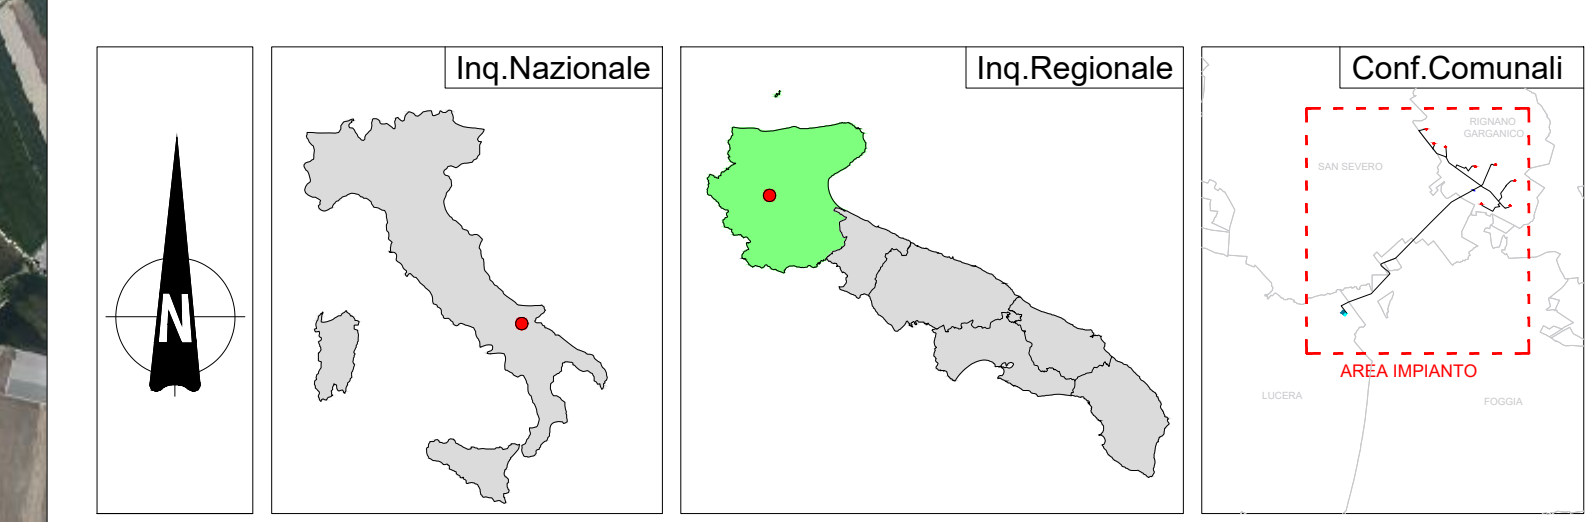 N
Inq.Nazionale
Inq.Regionale
Conf.Comunali
RIGNANO
GARGANICO
SAN SEVERO
AREA IMPIANTO
LUCERA
FOGGIA